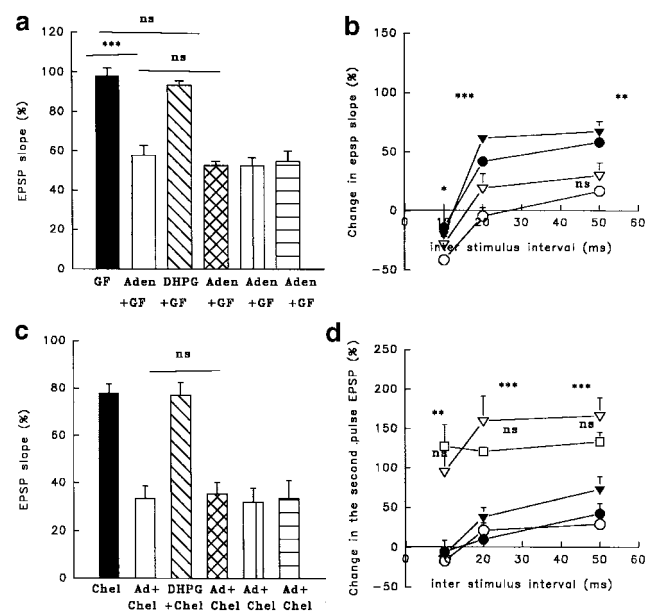 a
ns
***
ns
EPSP slope (%)
120
100
80
60
40
20
0
GF Aden DHPG Aden Aden Aden
+GF +GF +GF +GF +GF
b
Change in epsp slope (%)
150
100
50
0
-50
***
**
*
ns
0 10 20 30 40 50 60
inter stimulus interval (ms)
c
ns
EPSP slope (%)
100
80
60
40
20
0
Chel Ad+ DHPG Ad+ Ad+ Ad+
Chel +Chel Chel Chel Chel
d
Change in the second pulse EPSP (%)
250
200
150
100
50
0
-50
**
***
***
ns
ns
ns
0 10 20 30 40 50 60
inter stimulus interval (ms)